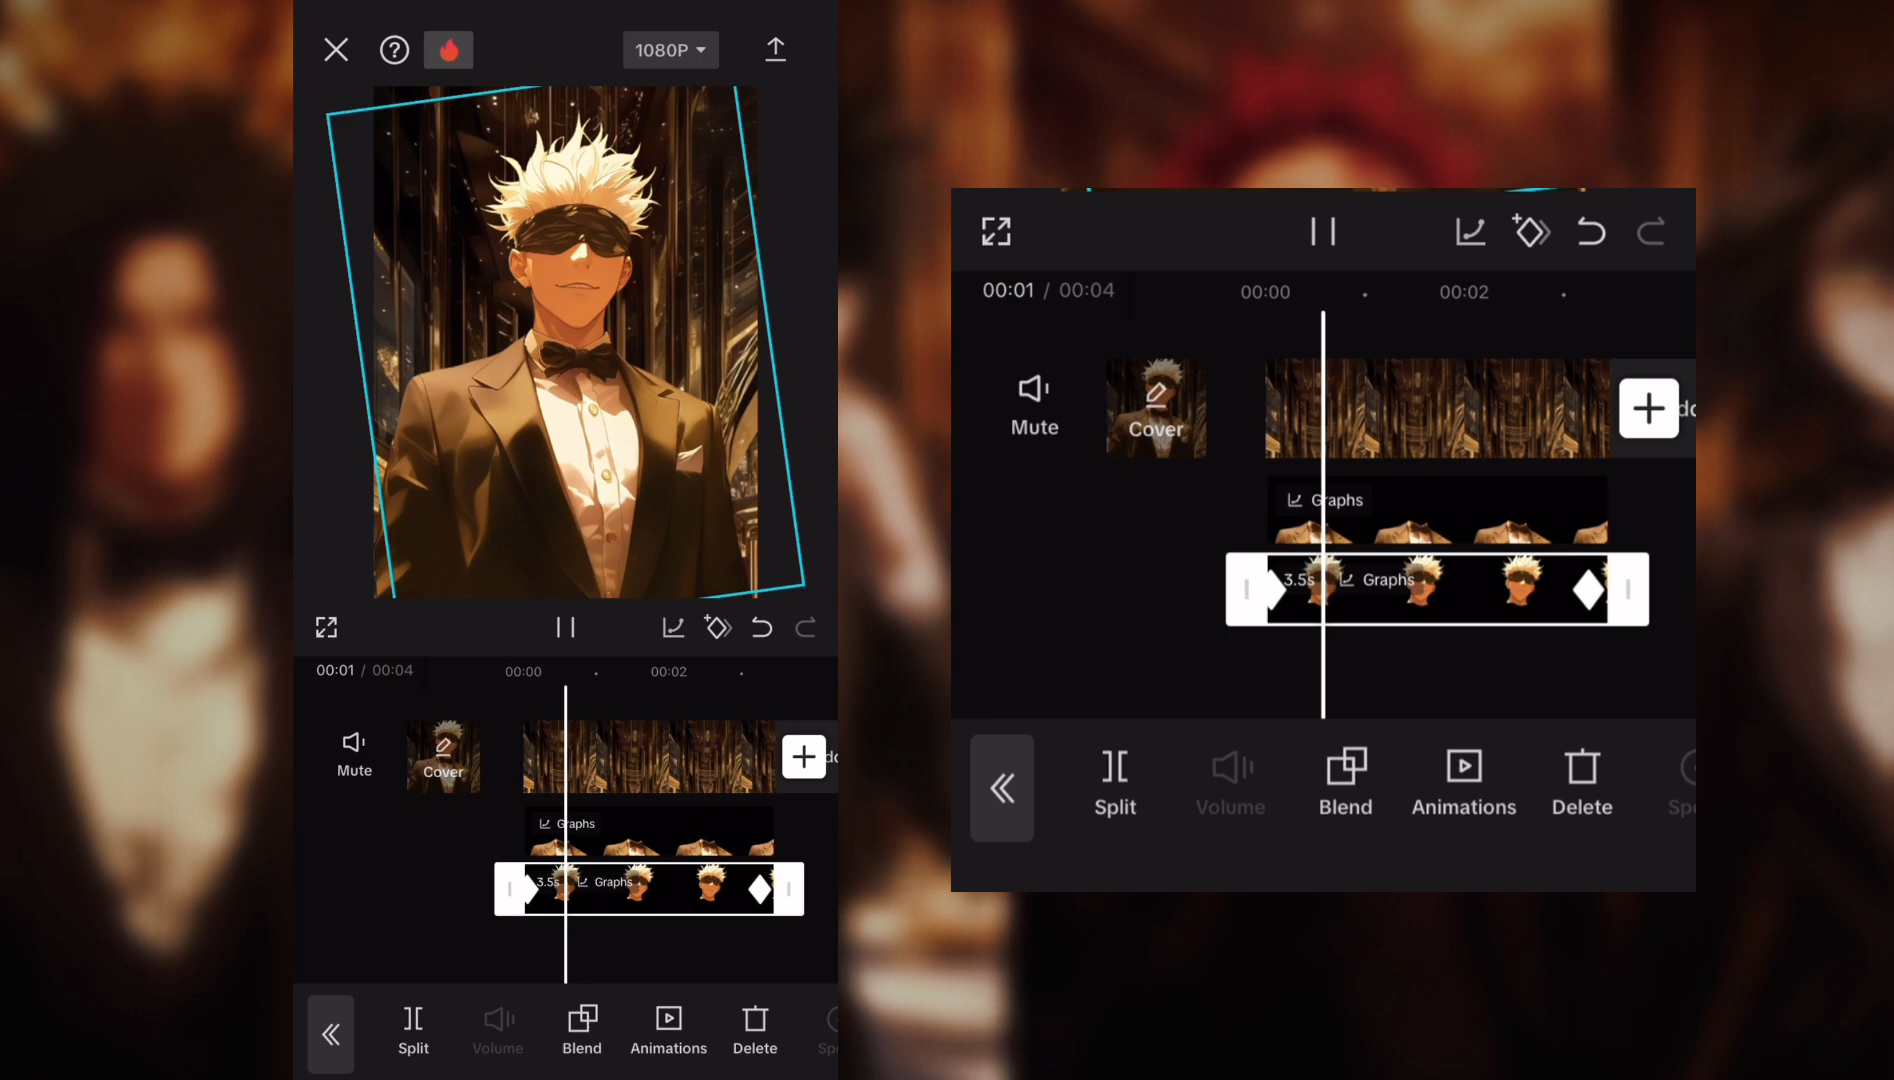 1080P
00:01 / 00:04
00:00
00:02
Mute
Cover
Graphs
3.5s
Graphs
Split
Volume
Blend
Animations
Delete
00:01 / 00:04
00:00
00:02
Mute
Cover
Graphs
3.5s
Graphs
Split
Volume
Blend
Animations
Delete